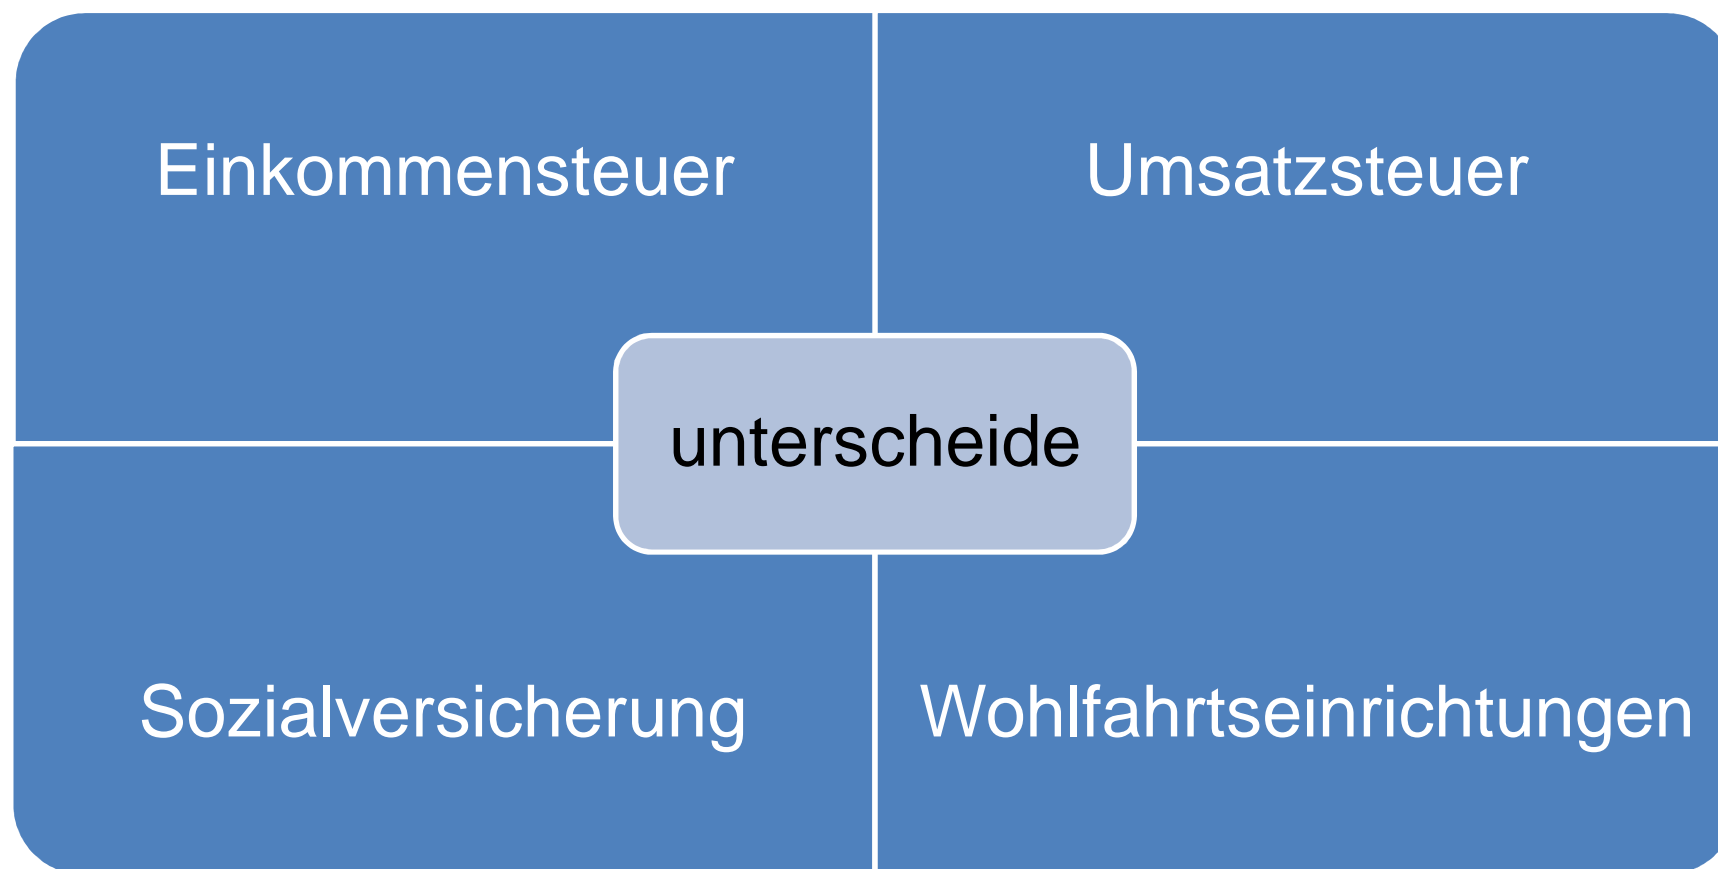 Einkommensteuer
Umsatzsteuer
unterscheide
Sozialversicherung
Wohlfahrtseinrichtungen